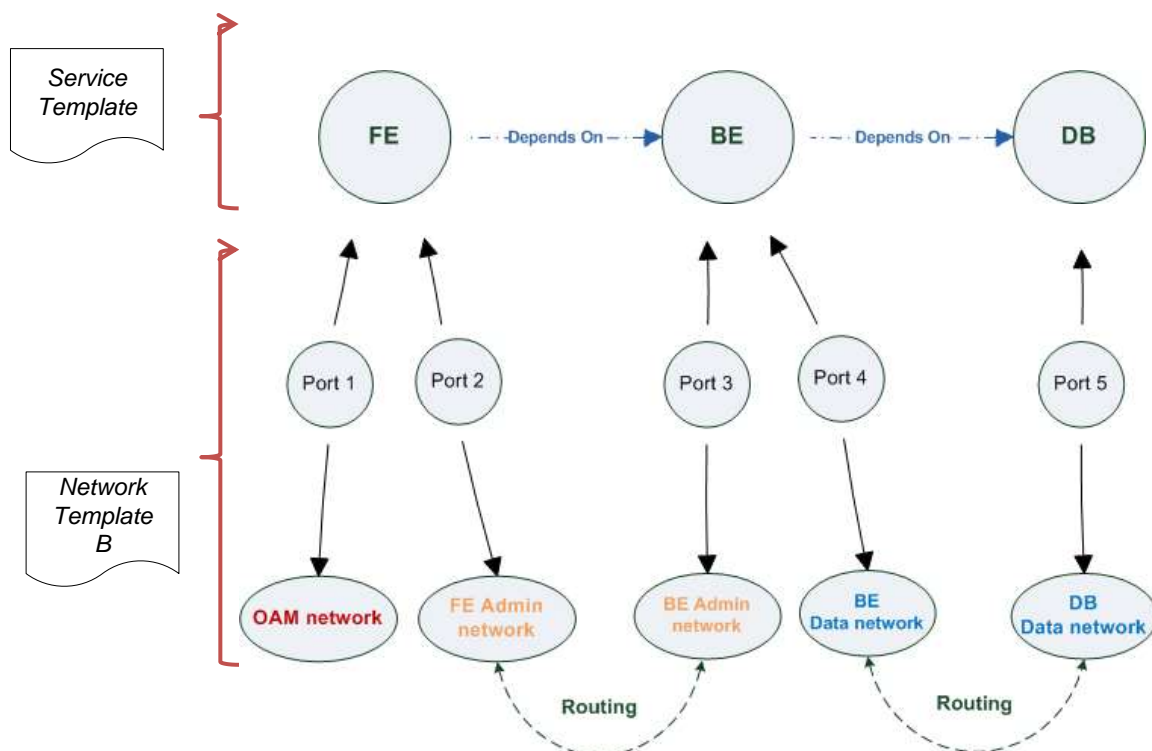 Service
Template
FE
Depends On
BE
Depends On
DB
Port 1
Port 2
Port 3
Port 4
Port 5
Network
Template
B
OAM network
FE Admin
network
BE Admin
network
BE
Data network
DB
Data network
Routing
Routing